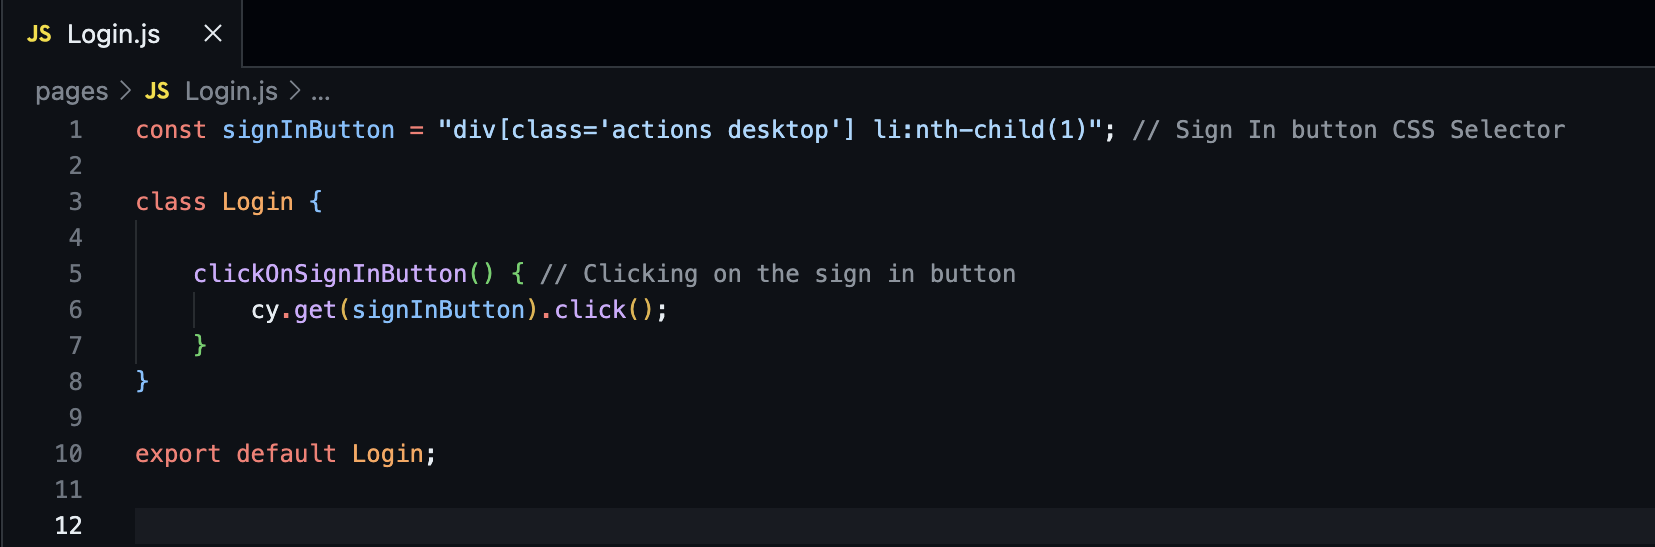 JS Login.js ×
pages > JS Login.js > ...
1 const signInButton = "div[class='actions desktop'] li:nth-child(1)"; // Sign In button CSS Selector
2
3 class Login {
4
5     clickOnSignInButton() { // Clicking on the sign in button
6         cy.get(signInButton).click();
7     }
8 }
9
10 export default Login;
11
12